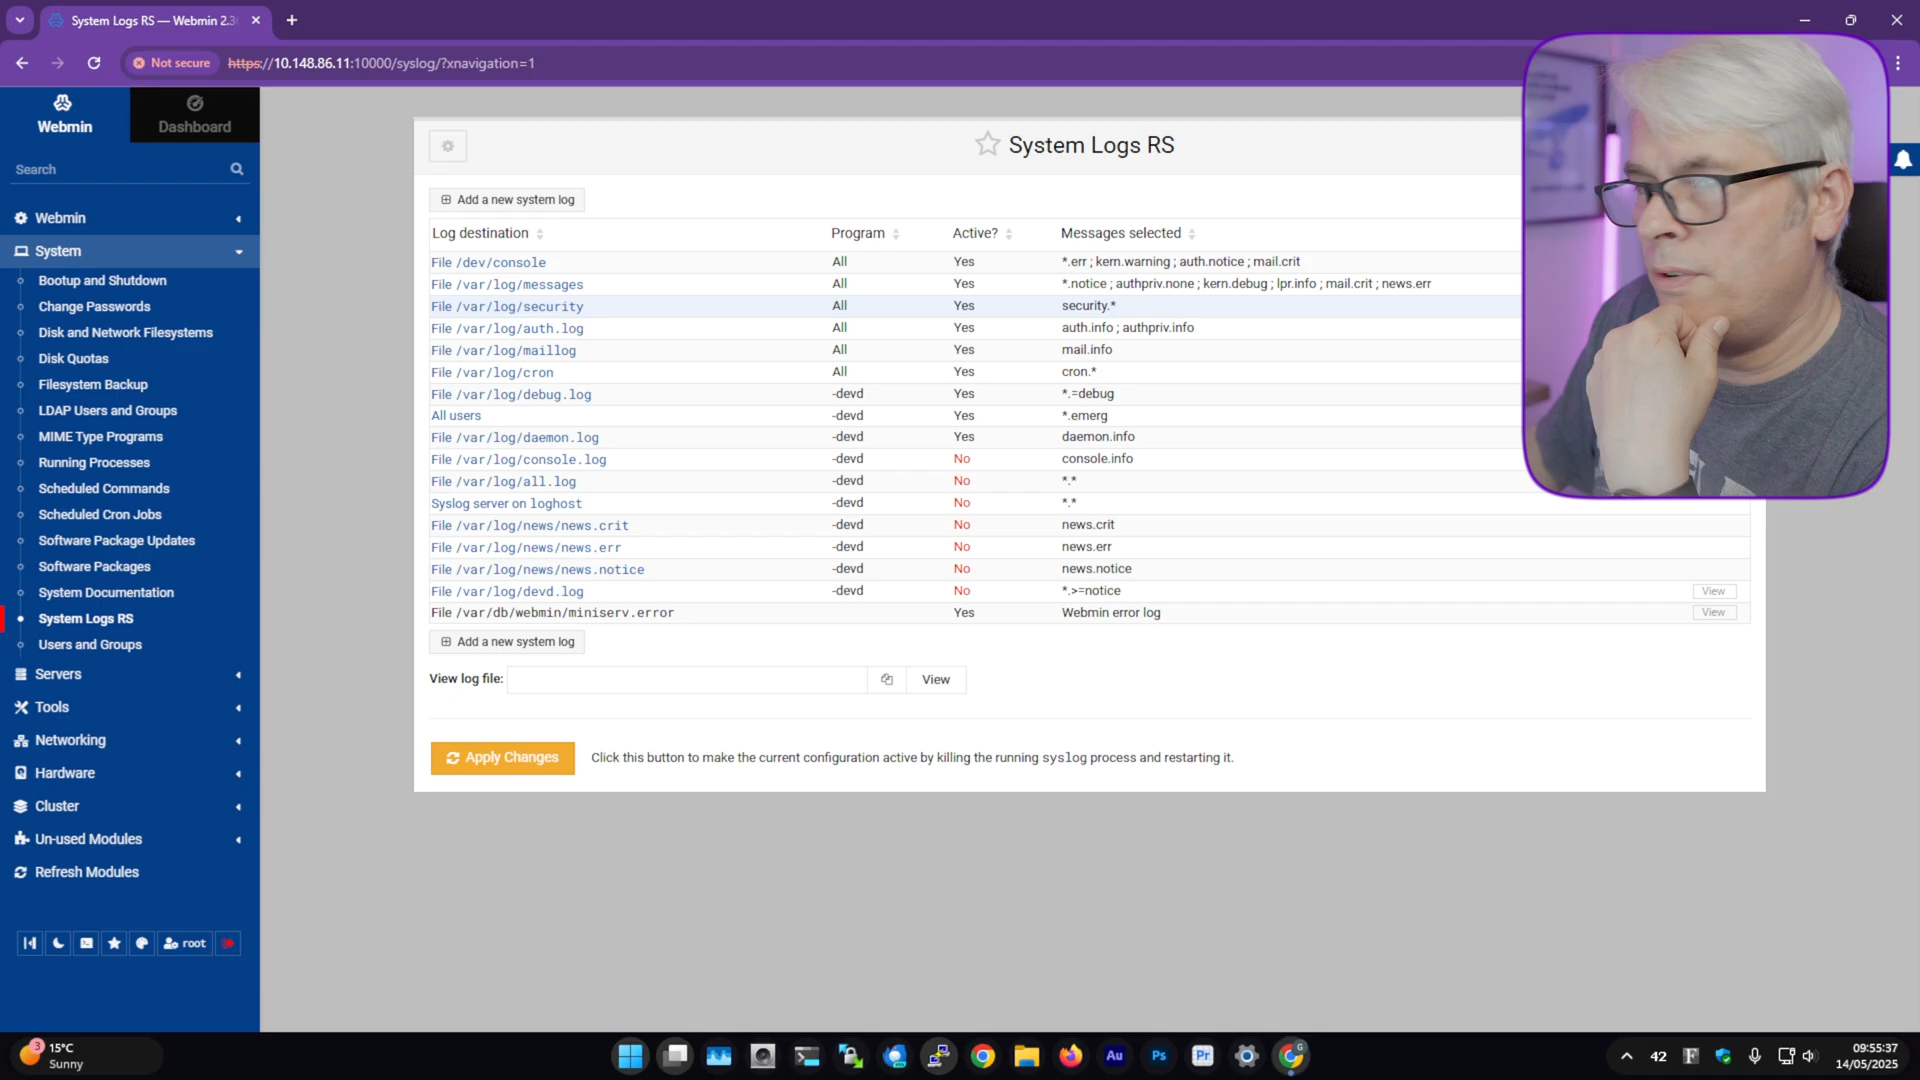 System Logs RS — Webmin 2.3
Not secure
https://10.148.86.11:10000/syslog/?xnavigation=1
Webmin
Dashboard
Search
Webmin
System
Bootup and Shutdown
Change Passwords
Disk and Network Filesystems
Disk Quotas
Filesystem Backup
LDAP Users and Groups
MIME Type Programs
Running Processes
Scheduled Commands
Scheduled Cron Jobs
Software Package Updates
Software Packages
System Documentation
System Logs RS
Users and Groups
Servers
Tools
Networking
Hardware
Cluster
Un-used Modules
Refresh Modules
root
System Logs RS
Add a new system log
Log destination Program Active? Messages selected
File /dev/console All Yes *.err ; kern.warning ; auth.notice ; mail.crit
File /var/log/messages All Yes *.notice ; authpriv.none ; kern.debug ; lpr.info ; mail.crit ; news.err
File /var/log/security All Yes security.*
File /var/log/auth.log All Yes auth.info ; authpriv.info
File /var/log/maillog All Yes mail.info
File /var/log/cron All Yes cron.*
File /var/log/debug.log -devd Yes *.=debug
All users -devd Yes *.emerg
File /var/log/daemon.log -devd Yes daemon.info
File /var/log/console.log -devd No console.info
File /var/log/all.log -devd No *.*
Syslog server on loghost -devd No *.*
File /var/log/news/news.crit -devd No news.crit
File /var/log/news/news.err -devd No news.err
File /var/log/news/news.notice -devd No news.notice
File /var/log/devd.log -devd No *.>=notice View
File /var/db/webmin/miniserv.error Yes Webmin error log View
Add a new system log
View log file: View
Apply Changes Click this button to make the current configuration active by killing the running syslog process and restarting it.
3
15°C
Sunny
Au
Ps
Pr
G
42
F
09:55:37
14/05/2025